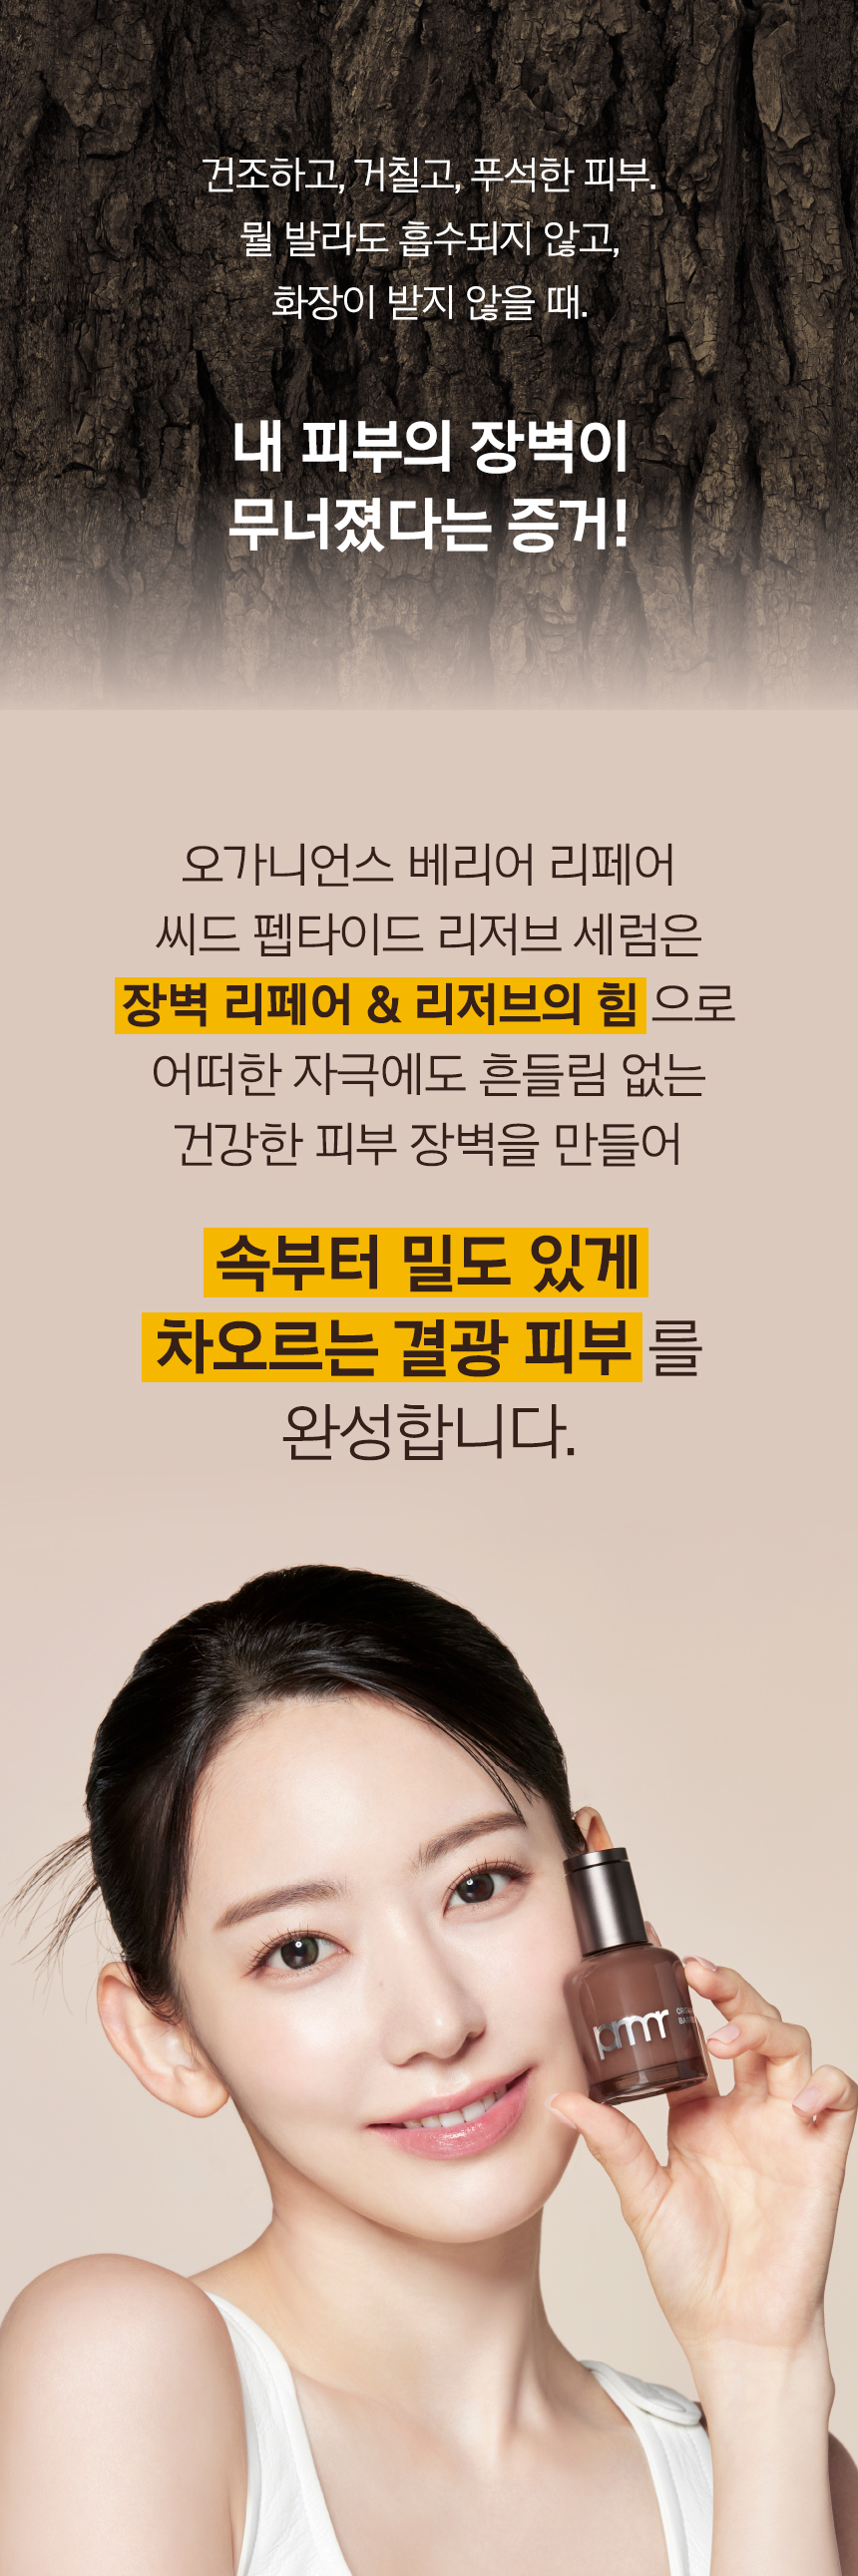 건조하고, 거칠고, 푸석한 피부.
뭘 발라도 흡수되지 않고,
화장이 받지 않을 때.
내 피부의 장벽이
무너졌다는 증거!
오가니언스 베리어 리페어
씨드 펩타이드 리저브 세럼은
장벽 리페어 & 리저브의 힘으로
어떠한 자극에도 흔들림 없는
건강한 피부 장벽을 만들어
속부터 밀도 있게
차오르는 결광 피부를
완성합니다.
prmr